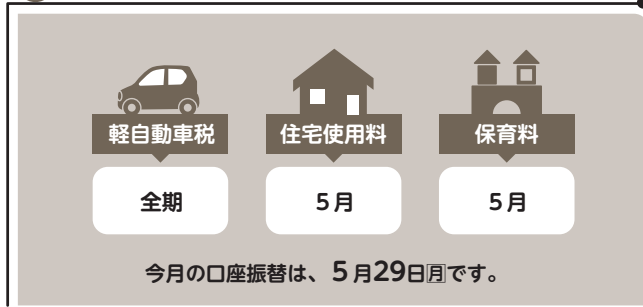 軽自動車税
住宅使用料
保育料
全期
5月
5月
今月の口座振替は、5月29日㊊です。